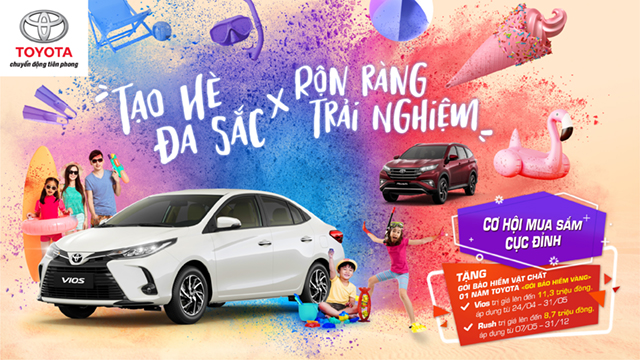 TOYOTA
chuyển động tiên phong
TẠO HÈ
ĐA SẮC
X
RỘN RÀNG
TRẢI NGHIỆM
VIOS
CƠ HỘI MUA SẮM
CỰC ĐỈNH
TẶNG
GÓI BẢO HIỂM VẬT CHẤT
01 NĂM TOYOTA «GÓI BẢO HIỂM VÀNG»
Vios trị giá lên đến 11,3 triệu đồng,
áp dụng từ 24/04 - 31/05
Rush trị giá lên đến 8,7 triệu đồng,
áp dụng từ 07/05 - 31/12